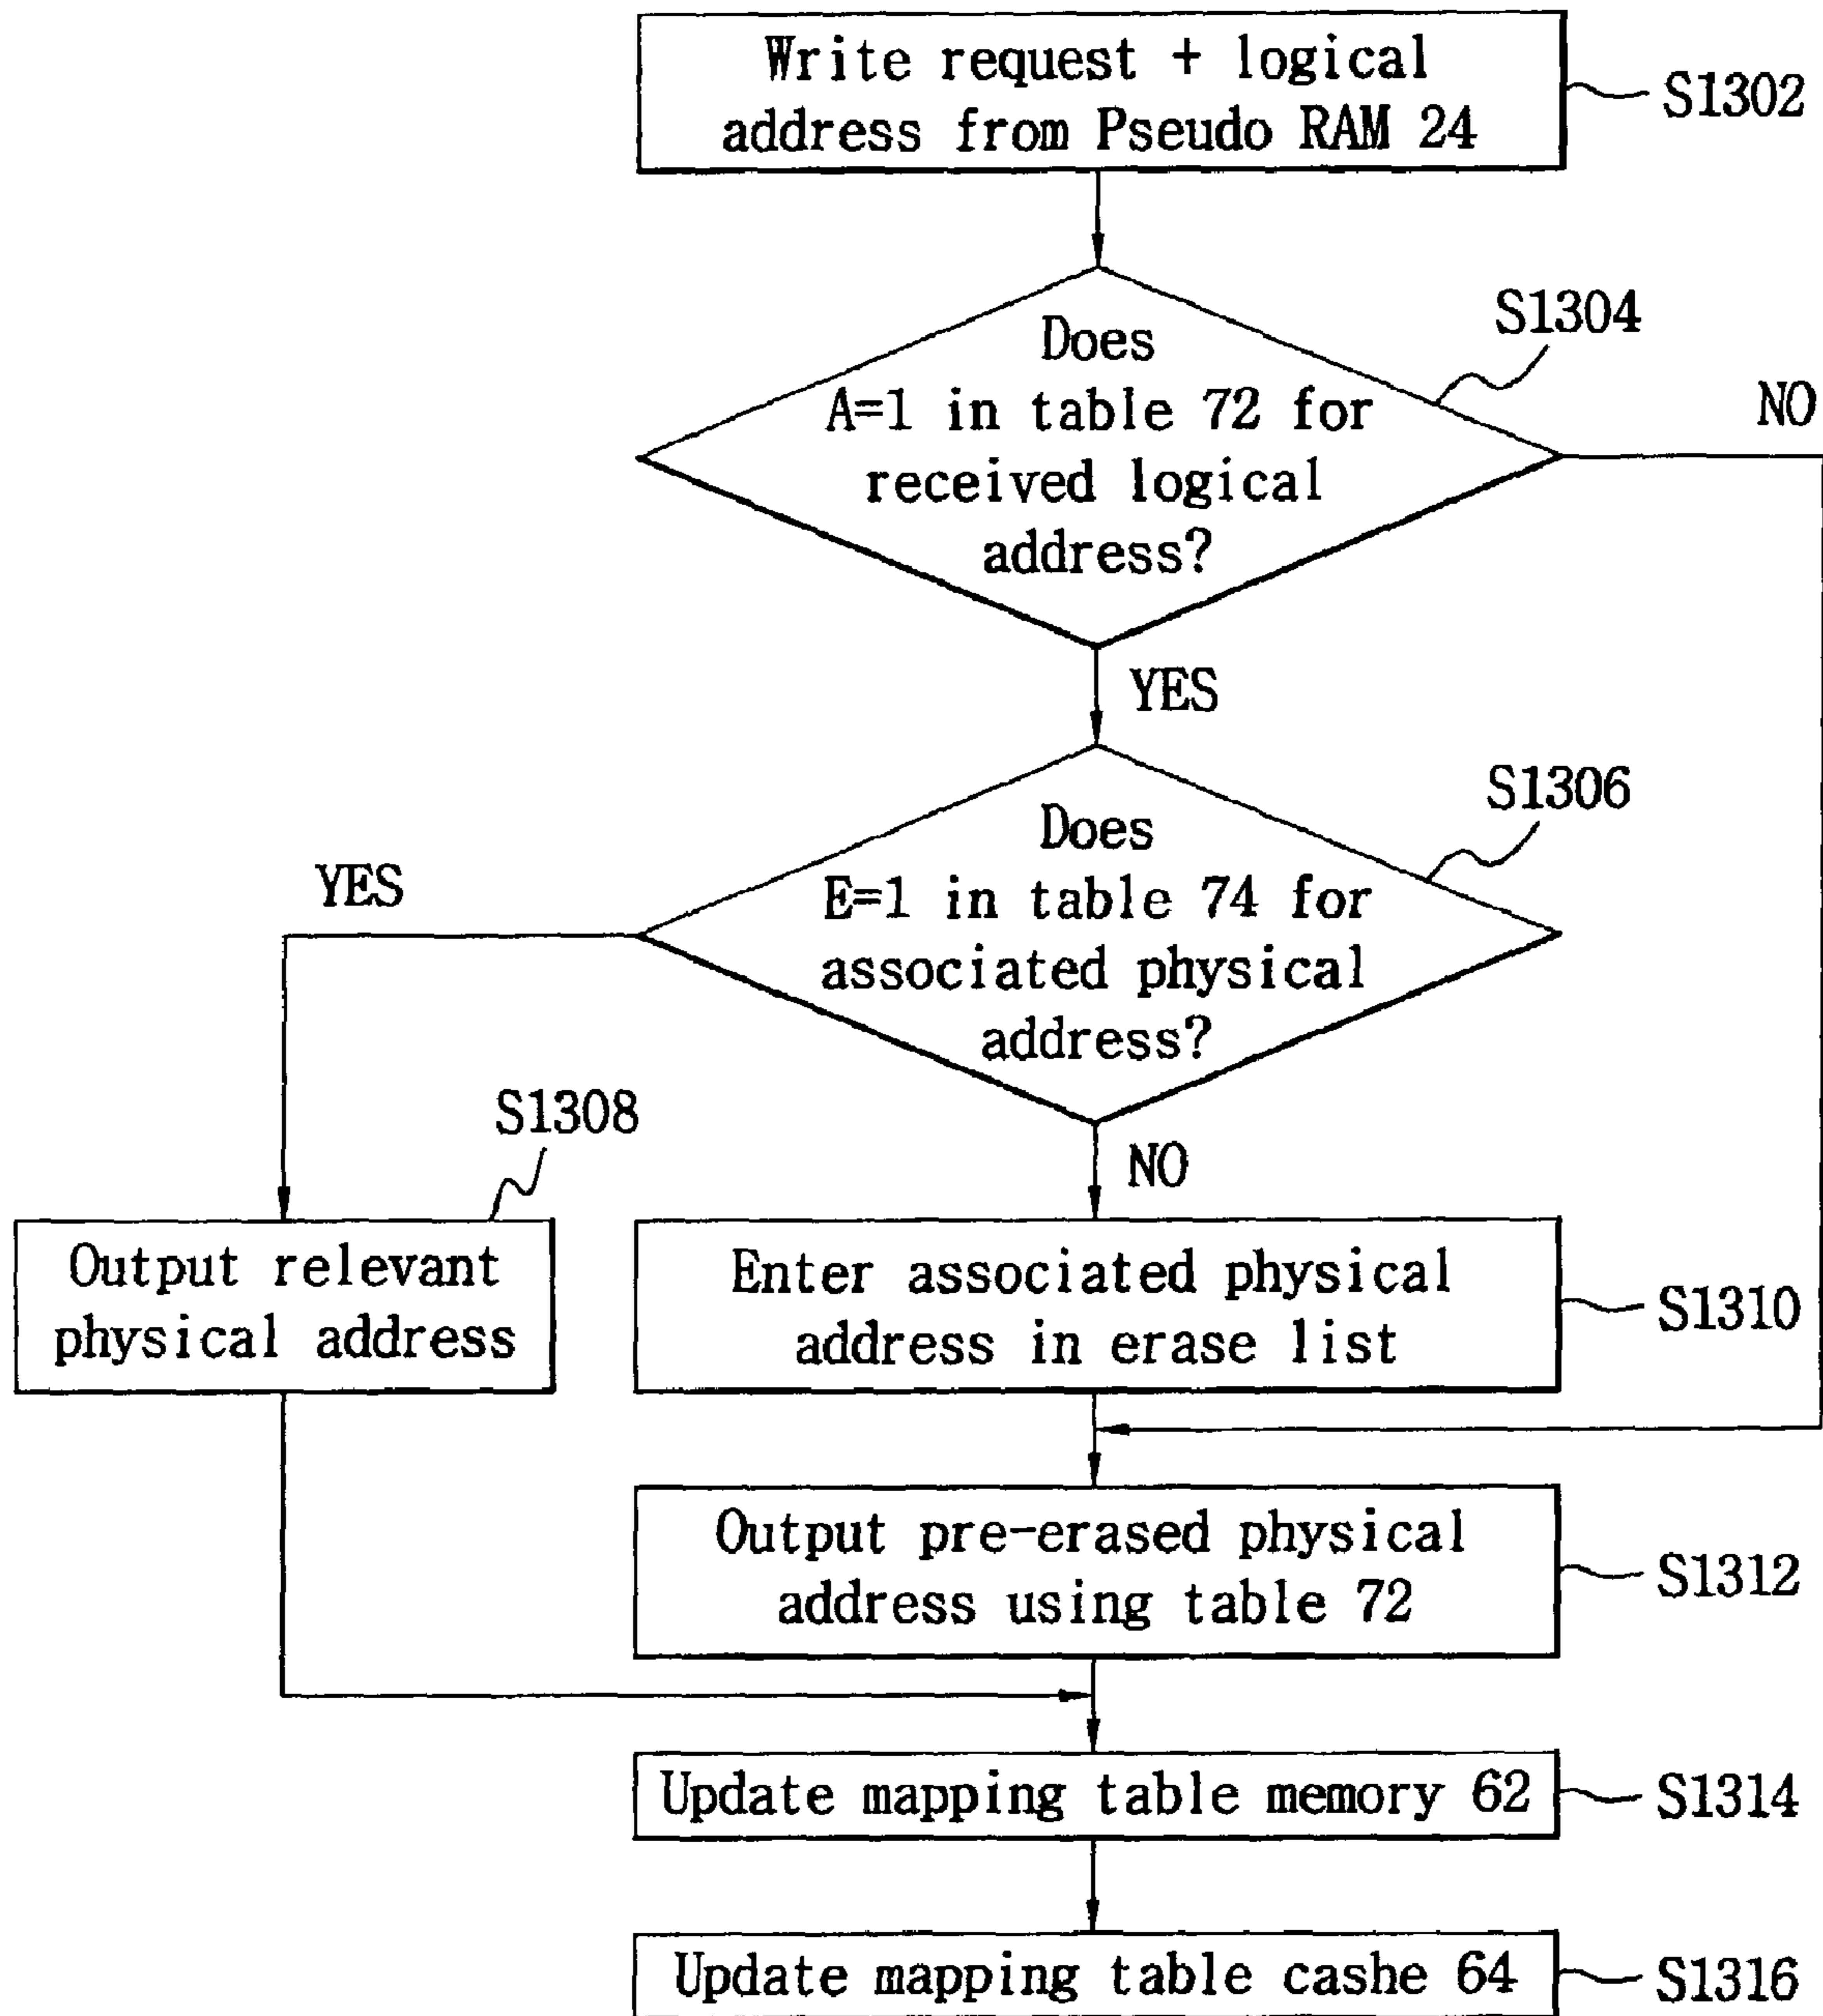 Write request + logical
address from Pseudo RAM 24
S1302
S1304
Does
A=1 in table 72 for
received logical
address?
NO
YES
S1306
Does
E=1 in table 74 for
associated physical
address?
YES
NO
S1308
Output relevant
physical address
Enter associated physical
address in erase list
S1310
Output pre-erased physical
address using table 72
S1312
Update mapping table memory 62
S1314
Update mapping table cashe 64
S1316